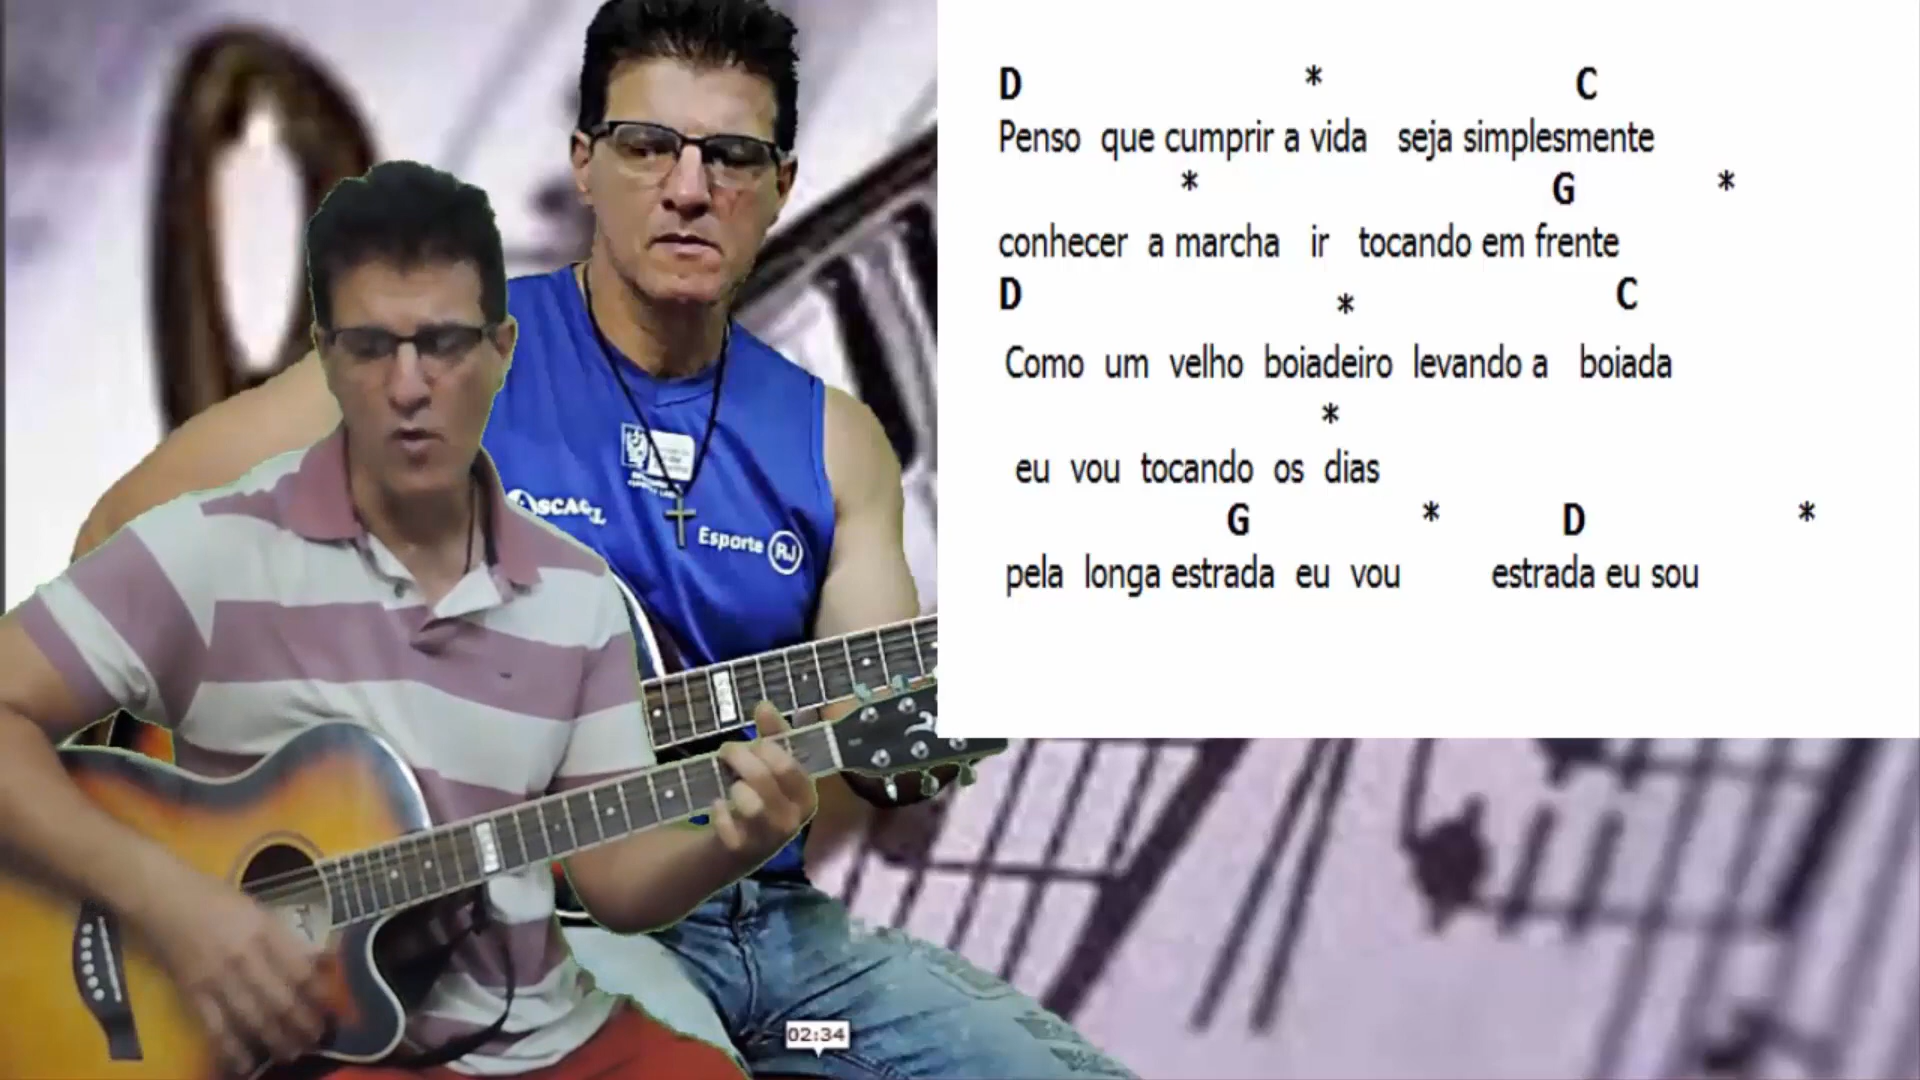 D * C
Penso que cumprir a vida seja simplesmente
* G *
conhecer a marcha ir tocando em frente
D * C
Como um velho boiadeiro levando a boiada
*
eu vou tocando os dias
G * D *
pela longa estrada eu vou estrada eu sou
Esporte RJ
02:34